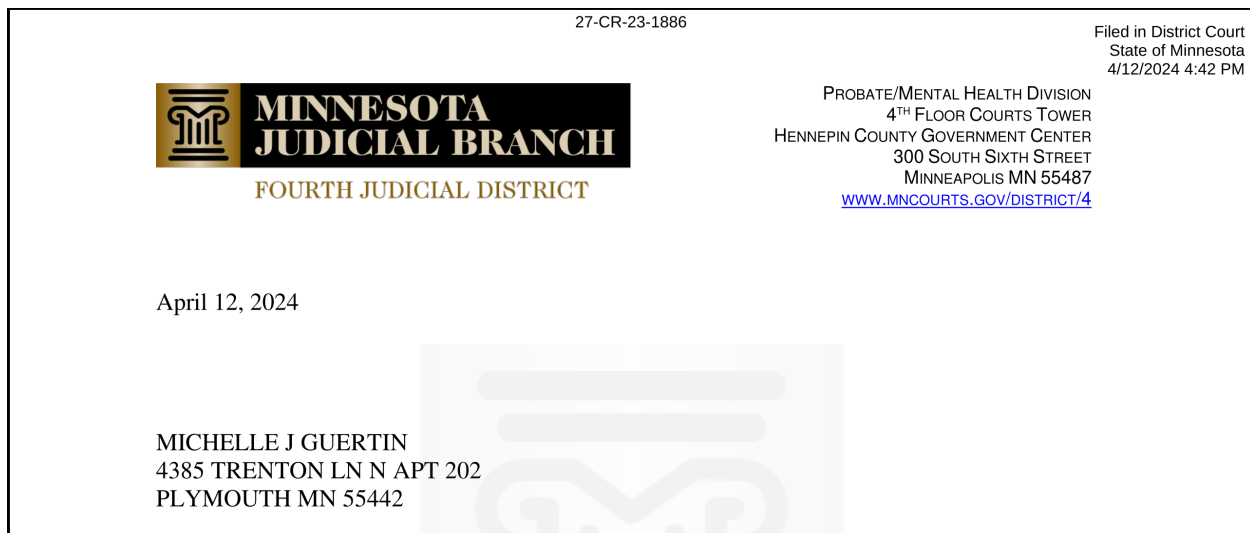 27-CR-23-1886
Filed in District Court
State of Minnesota
4/12/2024 4:42 PM
MINNESOTA
JUDICIAL BRANCH
FOURTH JUDICIAL DISTRICT
PROBATE/MENTAL HEALTH DIVISION
4TH FLOOR COURTS TOWER
HENNEPIN COUNTY GOVERNMENT CENTER
300 SOUTH SIXTH STREET
MINNEAPOLIS MN 55487
WWW.MNCOURTS.GOV/DISTRICT/4
April 12, 2024
MICHELLE J GUERTIN
4385 TRENTON LN N APT 202
PLYMOUTH MN 55442